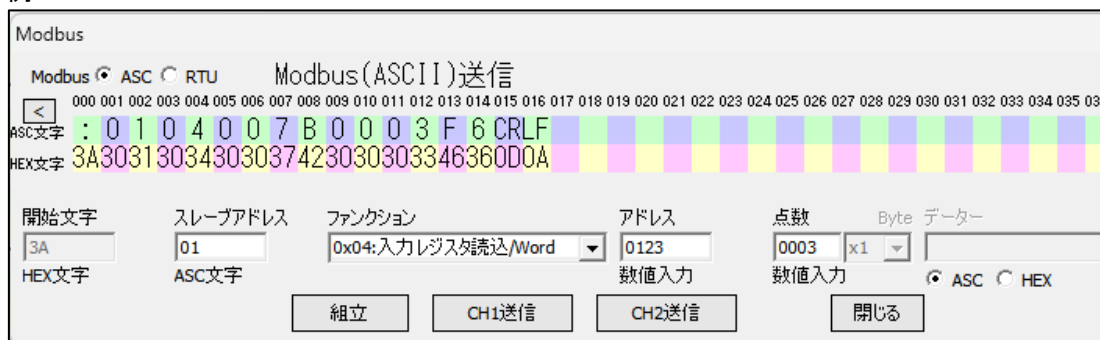 Modbus
Modbus ASC RTU Modbus(ASCII)送信
< 000 001 002 003 004 005 006 007 008 009 010 011 012 013 014 015 016 017 018 019 020 021 022 023 024 025 026 027 028 029 030 031 032 033 034 035 03
ASC文字 : 0 1 0 4 0 0 7 B 0 0 0 3 F 6 CRLF
HEX文字 3A30313034303037423030303346360D0A
開始文字 スレーブアドレス ファンクション アドレス 点数 Byte データー
3A 01 0x04:入力レジスタ読込/Word 0123 0003 x1
HEX文字 ASC文字 数値入力 数値入力 ASC HEX
組立 CH1送信 CH2送信 閉じる